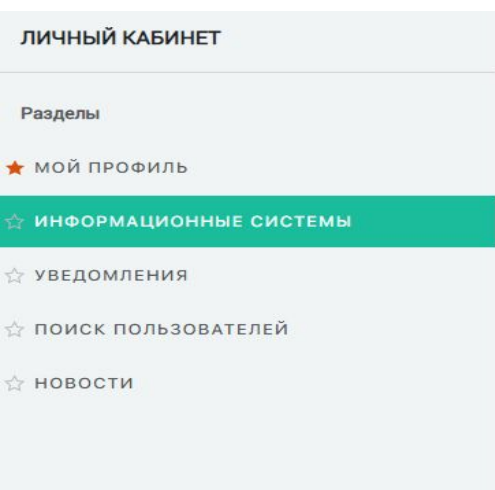 ЛИЧНЫЙ КАБИНЕТ
Разделы
МОЙ ПРОФИЛЬ
ИНФОРМАЦИОННЫЕ СИСТЕМЫ
УВЕДОМЛЕНИЯ
ПОИСК ПОЛЬЗОВАТЕЛЕЙ
НОВОСТИ